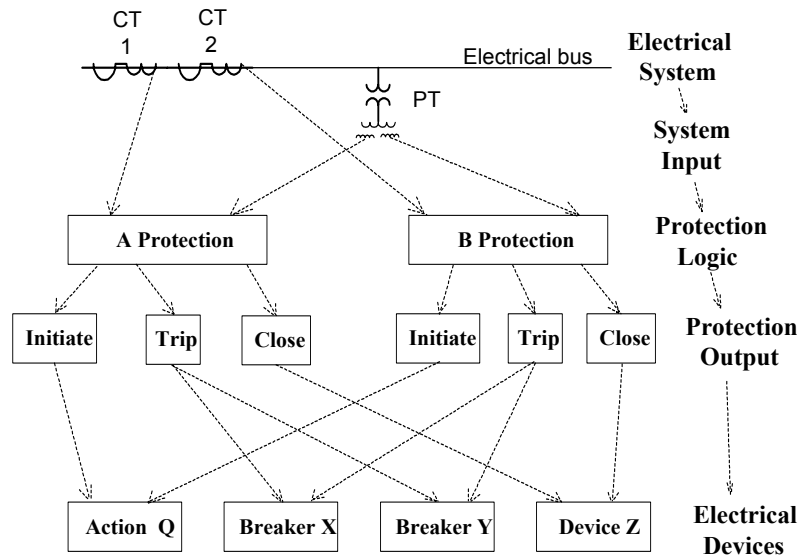 CT
1
CT
2
Electrical bus
PT
Electrical
System
System
Input
A Protection
B Protection
Protection
Logic
Initiate
Trip
Close
Initiate
Trip
Close
Protection
Output
Action Q
Breaker X
Breaker Y
Device Z
Electrical
Devices